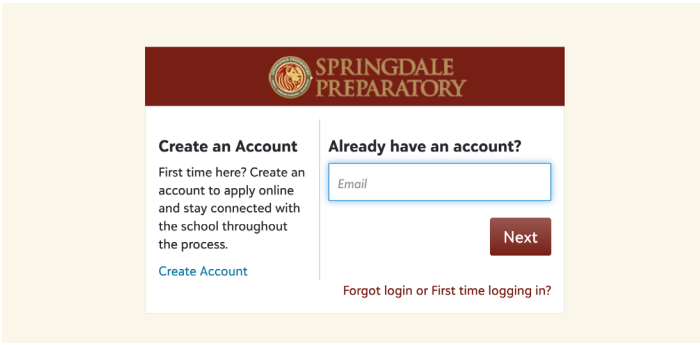 SPRINGDALE
PREPARATORY
Create an Account
First time here? Create an
account to apply online
and stay connected with
the school throughout
the process.
Create Account
Already have an account?
Email
Next
Forgot login or First time logging in?